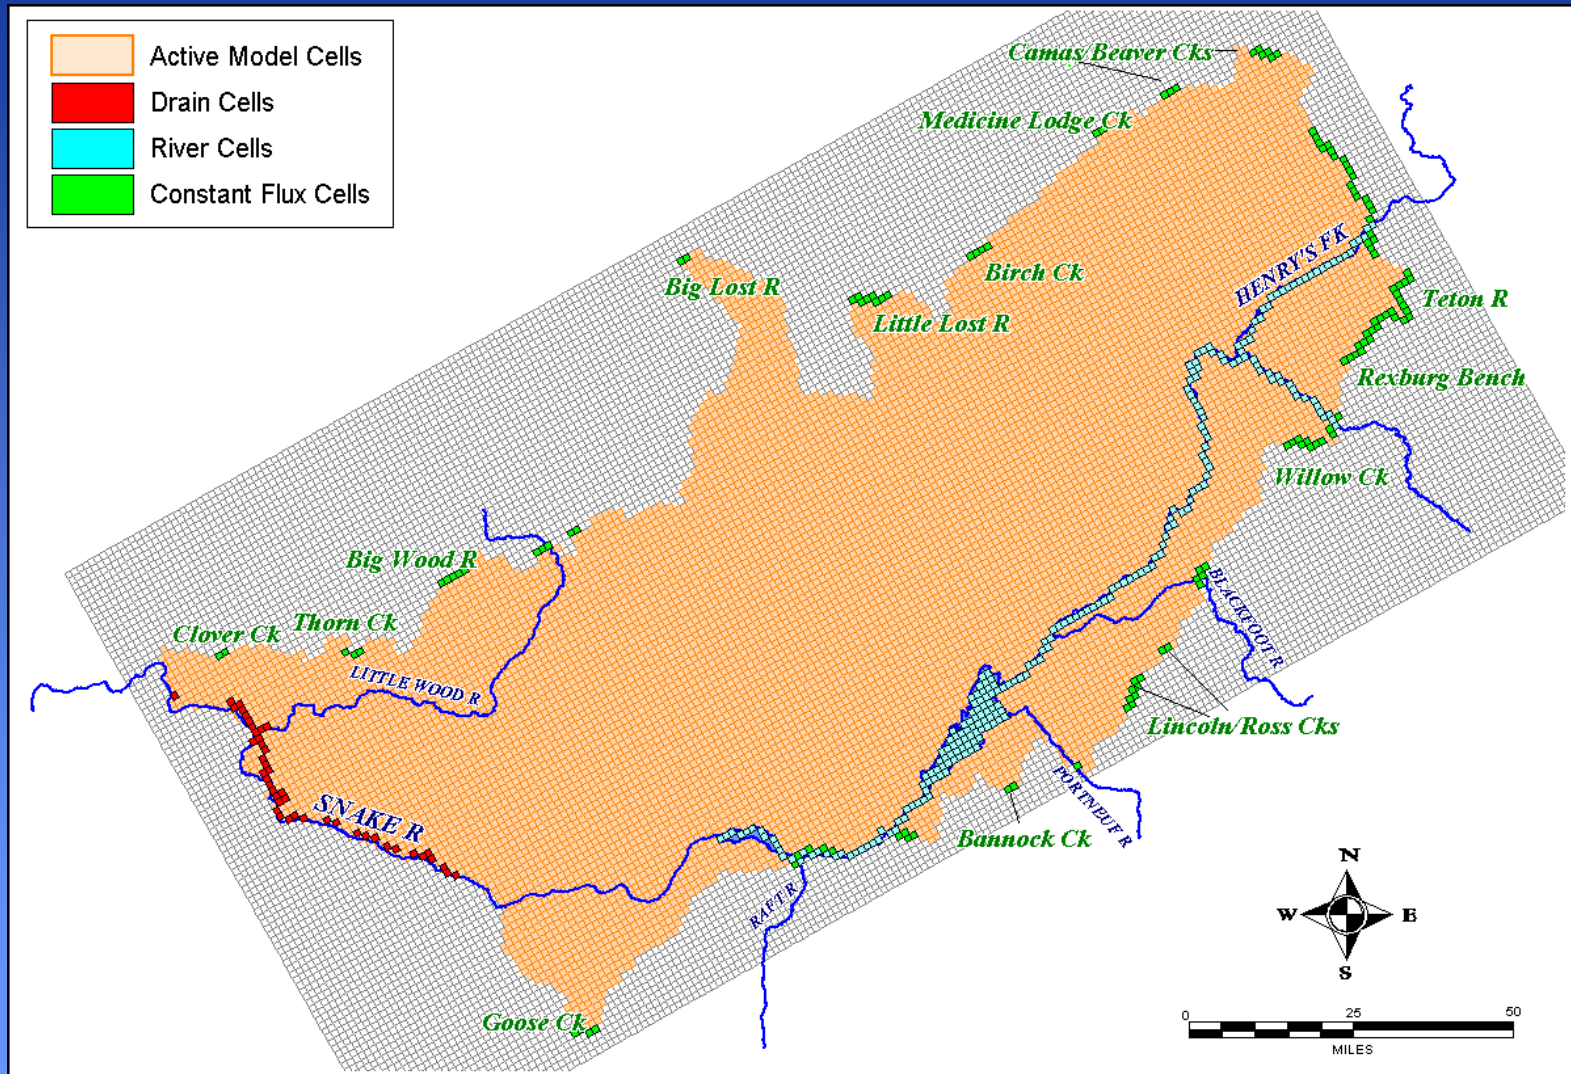 Active Model Cells
Drain Cells
River Cells
Constant Flux Cells
Camas/Beaver Cks
Medicine Lodge Ck
HENRY'S FK
Big Lost R
Birch Ck
Little Lost R
Teton R
Rexburg Bench
Willow Ck
Big Wood R
BLACKFOOT R
Thorn Ck
Clover Ck
LITTLE WOOD R
Lincoln/Ross Cks
PORTNEUF R
SNAKE R
Bannock Ck
RAFT R
Goose Ck
N
W
E
S
0
25
50
MILES